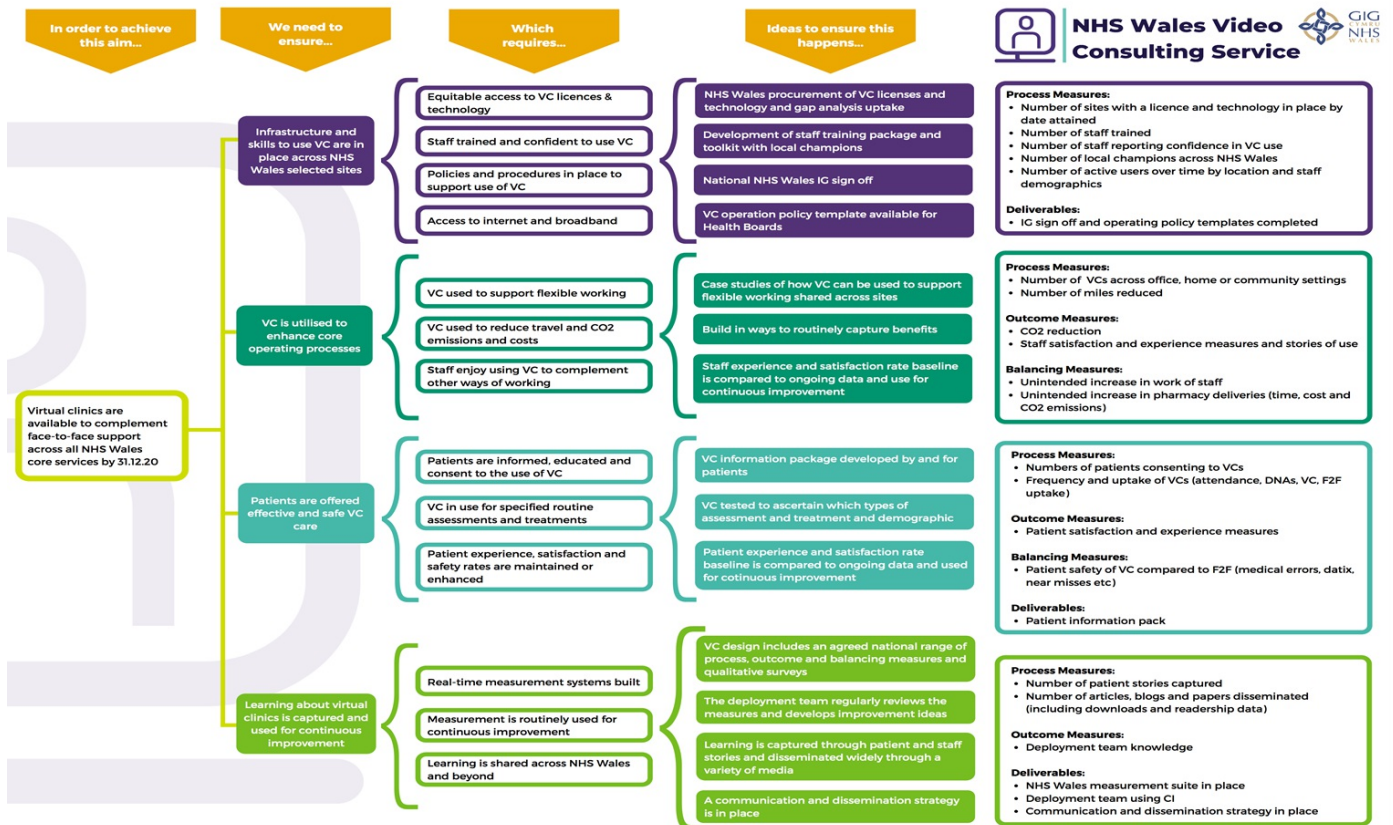 In order to achieve
this aim...
We need to
ensure...
Which
requires...
Ideas to ensure this
happens...
NHS Wales Video
Consulting Service
GIG
CYMRU
NHS
WALES
Virtual clinics are
available to complement
face-to-face support
across all NHS Wales
core services by 31.12.20
Infrastructure and
skills to use VC are in
place across NHS
Wales selected sites
Equitable access to VC licences &
technology
Staff trained and confident to use VC
Policies and procedures in place to
support use of VC
Access to internet and broadband
NHS Wales procurement of VC licenses and
technology and gap analysis uptake
Development of staff training package and
toolkit with local champions
National NHS Wales IG sign off
VC operation policy template available for
Health Boards
Process Measures:
• Number of sites with a licence and technology in place by
date attained
• Number of staff trained
• Number of staff reporting confidence in VC use
• Number of local champions across NHS Wales
• Number of active users over time by location and staff
demographics
Deliverables:
• IG sign off and operating policy templates completed
VC is utilised to
enhance core
operating processes
VC used to support flexible working
VC used to reduce travel and CO2
emissions and costs
Staff enjoy using VC to complement
other ways of working
Case studies of how VC can be used to support
flexible working shared across sites
Build in ways to routinely capture benefits
Staff experience and satisfaction rate baseline
is compared to ongoing data and use for
continuous improvement
Process Measures:
• Number of VCs across office, home or community settings
• Number of miles reduced
Outcome Measures:
• CO2 reduction
• Staff satisfaction and experience measures and stories of use
Balancing Measures:
• Unintended increase in work of staff
• Unintended increase in pharmacy deliveries (time, cost and
CO2 emissions)
Patients are offered
effective and safe VC
care
Patients are informed, educated and
consent to the use of VC
VC in use for specified routine
assessments and treatments
Patient experience, satisfaction and
safety rates are maintained or
enhanced
VC information package developed by and for
patients
VC tested to ascertain which types of
assessment and treatment and demographic
Patient experience and satisfaction rate
baseline is compared to ongoing data and used
for cotinuous improvement
Process Measures:
• Numbers of patients consenting to VCs
• Frequency and uptake of VCs (attendance, DNAs, VC, F2F
uptake)
Outcome Measures:
• Patient satisfaction and experience measures
Balancing Measures:
• Patient safety of VC compared to F2F (medical errors, datix,
near misses etc)
Deliverables:
• Patient information pack
Learning about virtual
clinics is captured and
used for continuous
improvement
Real-time measurement systems built
Measurement is routinely used for
continuous improvement
Learning is shared across NHS Wales
and beyond
VC design includes an agreed national range of
process, outcome and balancing measures and
qualitative surveys
The deployment team regularly reviews the
measures and develops improvement ideas
Learning is captured through patient and staff
stories and disseminated widely through a
variety of media
A communication and dissemination strategy
is in place
Process Measures:
• Number of patient stories captured
• Number of articles, blogs and papers disseminated
(including downloads and readership data)
Outcome Measures:
• Deployment team knowledge
Deliverables:
• NHS Wales measurement suite in place
• Deployment team using CI
• Communication and dissemination strategy in place